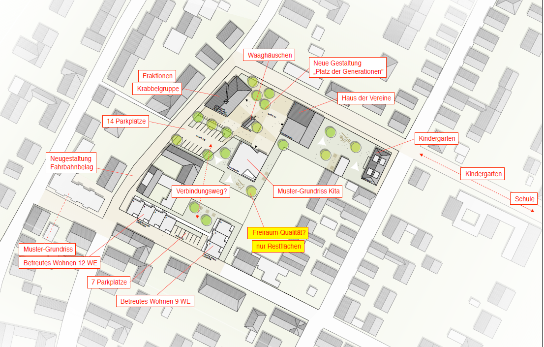 Waaghäuschen
Neue Gestaltung
„Platz der Generationen“
Fraktionen
Krabbelgruppe
Haus der Vereine
14 Parkplätze
Kindergarten
Neugestaltung
Fahrbahnbelag
Kindergarten
Verbindungsweg?
Muster-Grundriss Kita
Schule
Freiraum Qualität?
nur Restflächen
Muster-Grundriss
Betreutes Wohnen 12 WE
7 Parkplätze
Betreutes Wohnen 9 WE